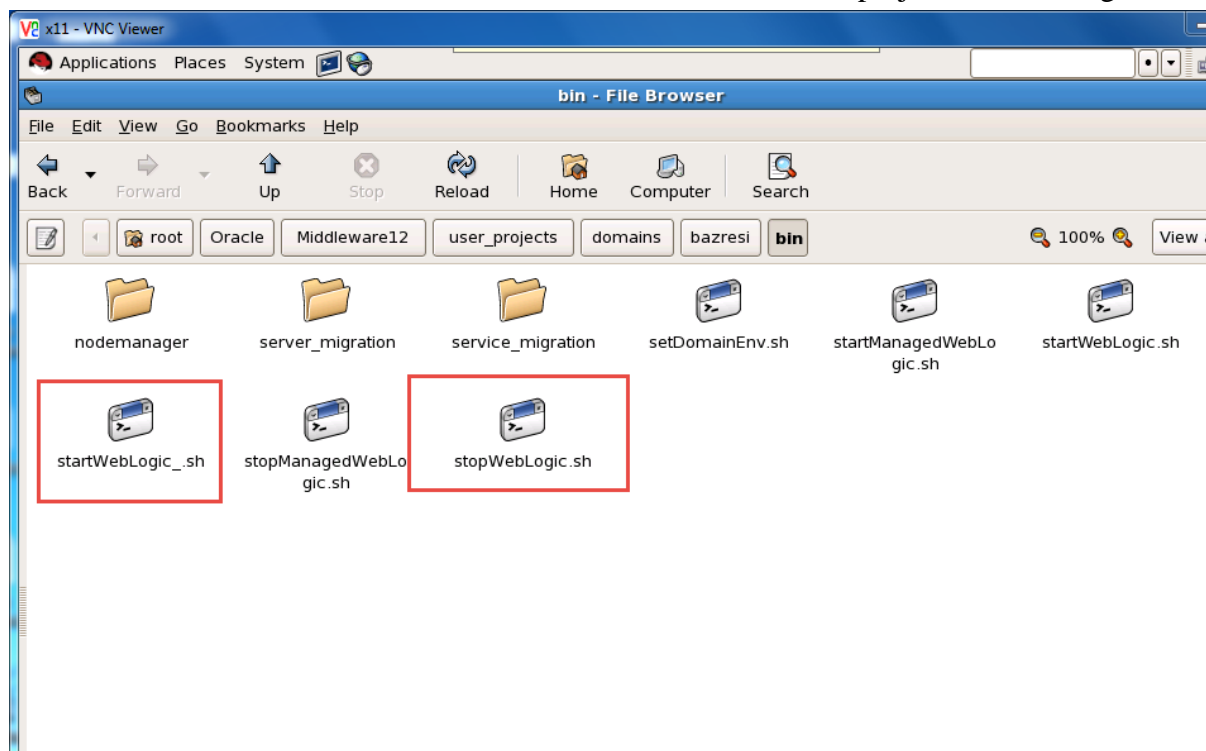 x11 - VNC Viewer
Applications Places System
bin - File Browser
File Edit View Go Bookmarks Help
Back Forward Up Stop Reload Home Computer Search
root Oracle Middleware12 user_projects domains bazresi bin 100% View
nodemanager server_migration service_migration setDomainEnv.sh startManagedWebLo startWebLogic.sh
gic.sh
startWebLogic_.sh stopManagedWebLo stopWebLogic.sh
gic.sh